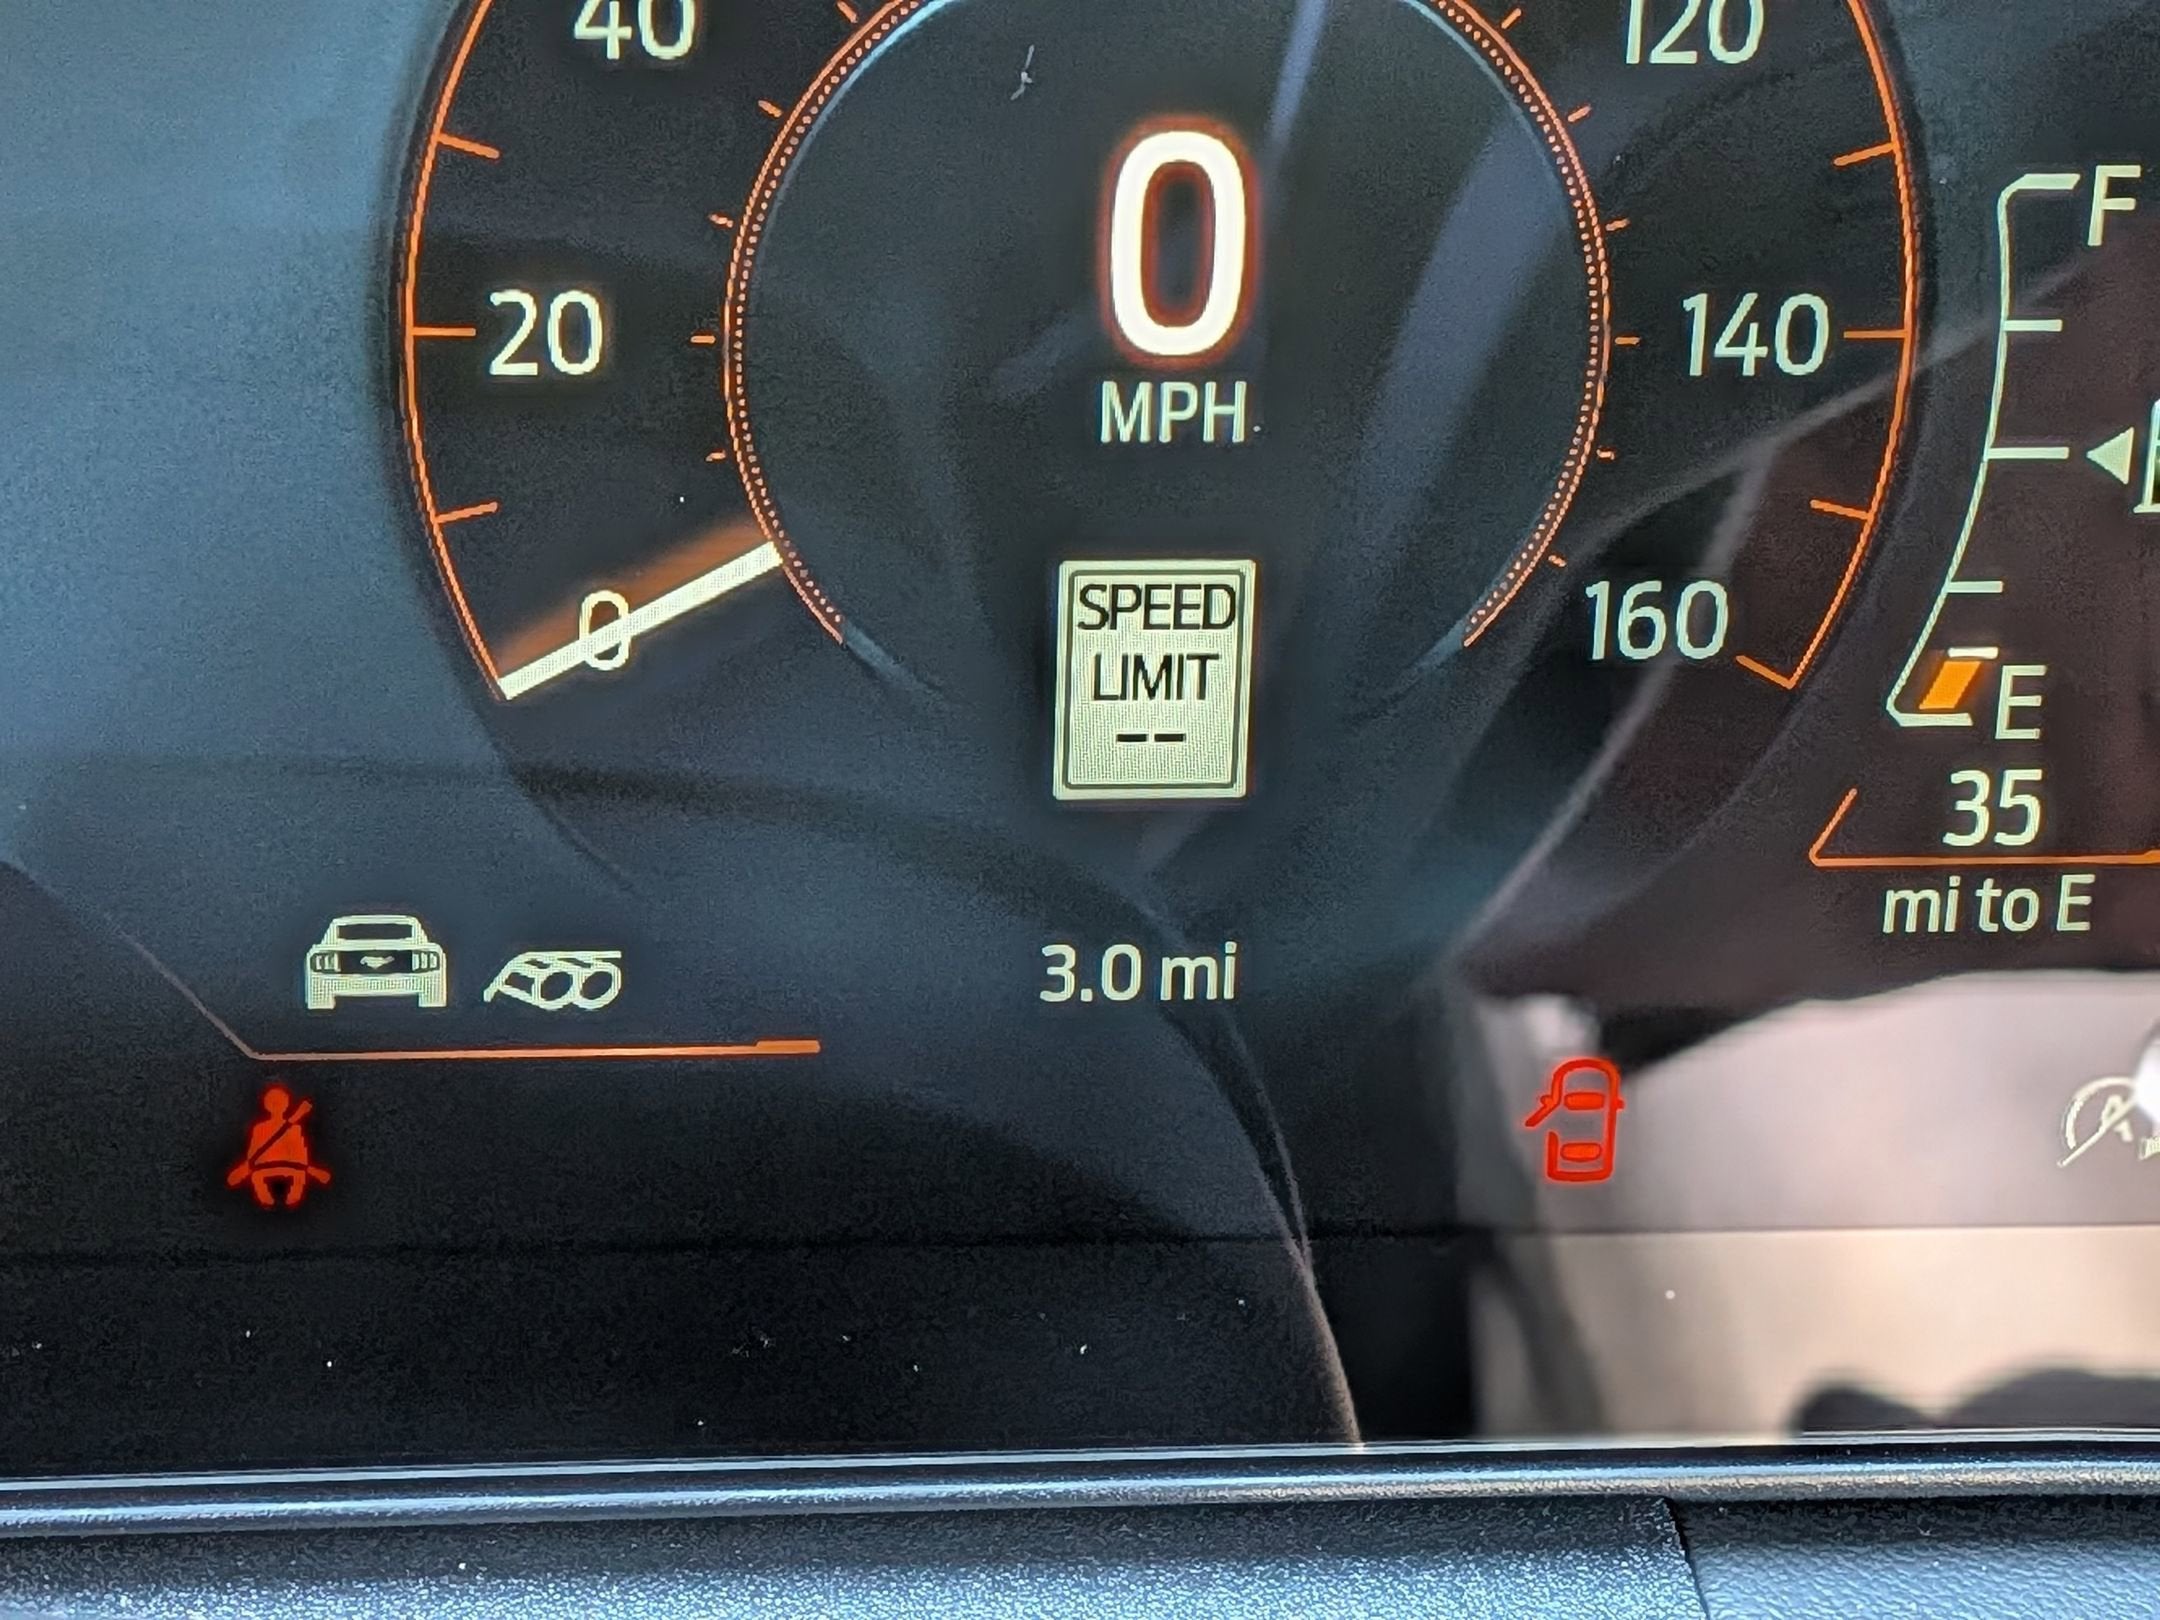 40
120
0
F
20
140
MPH
0
SPEED
LIMIT
--
160
E
35
mi to E
3.0 mi